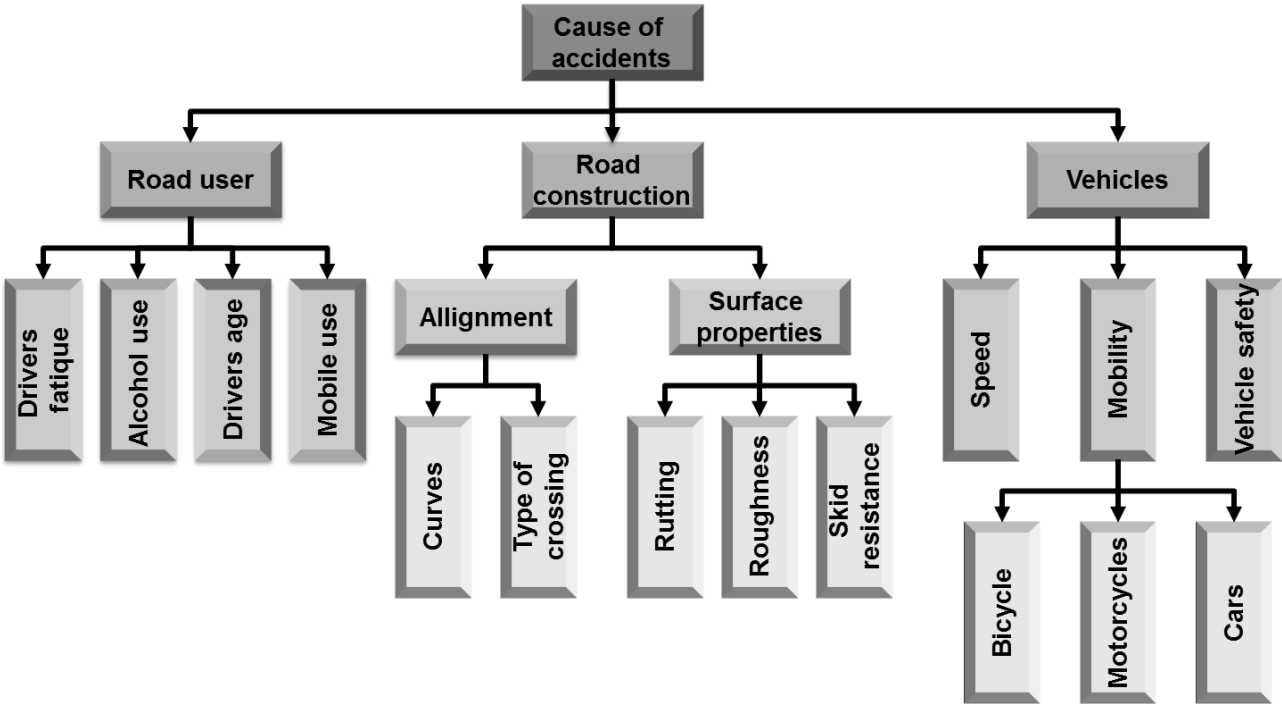 Cause of
accidents
Road user
Road
construction
Vehicles
Drivers
fatique
Alcohol use
Drivers age
Mobile use
Allignment
Surface
properties
Speed
Mobility
Vehicle safety
Curves
Type of
crossing
Rutting
Roughness
Skid
resistance
Bicycle
Motorcycles
Cars